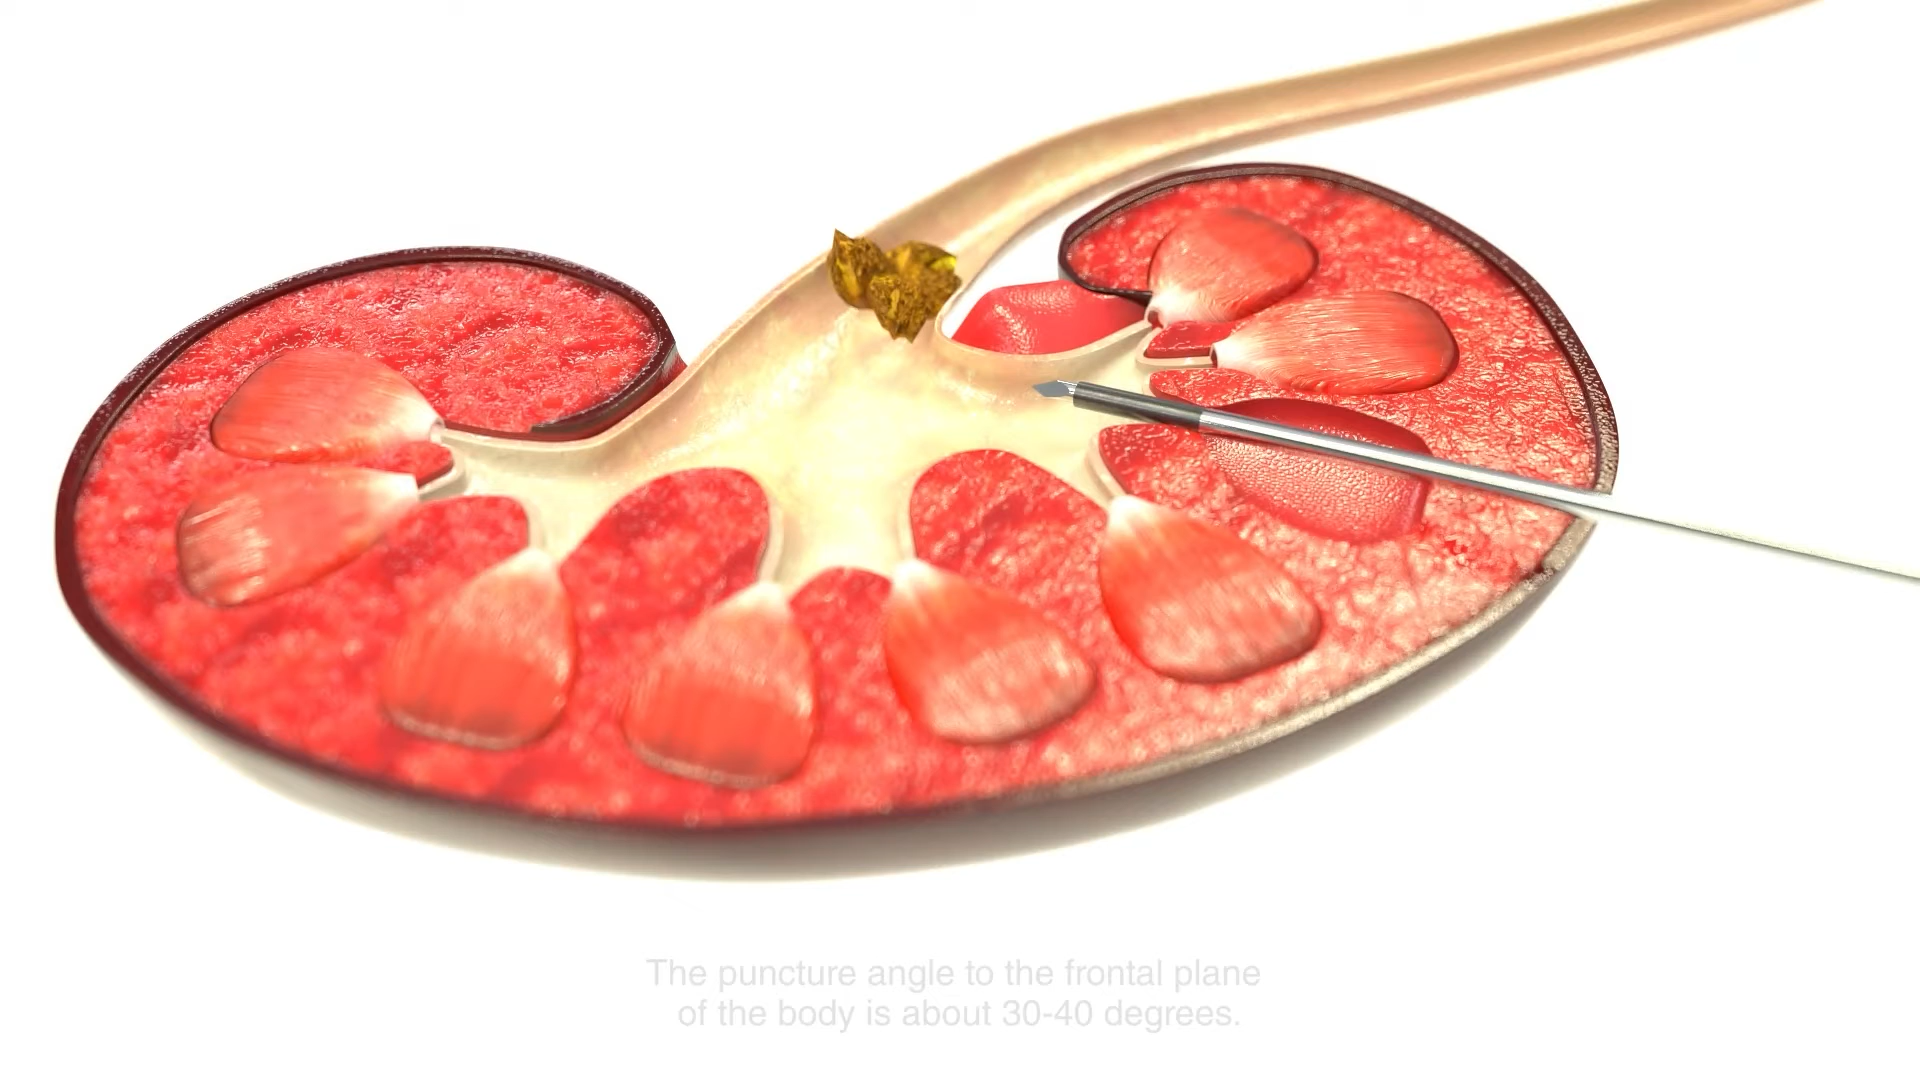 The puncture angle to the frontal plane
of the body is about 30-40 degrees.